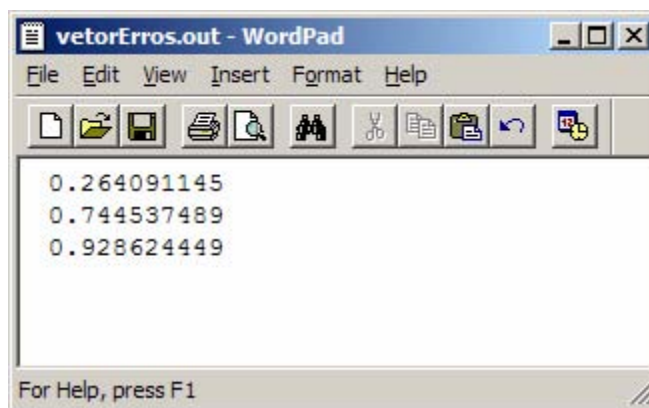 vetorErros.out - WordPad
File Edit View Insert Format Help
0.264091145
0.744537489
0.928624449
For Help, press F1